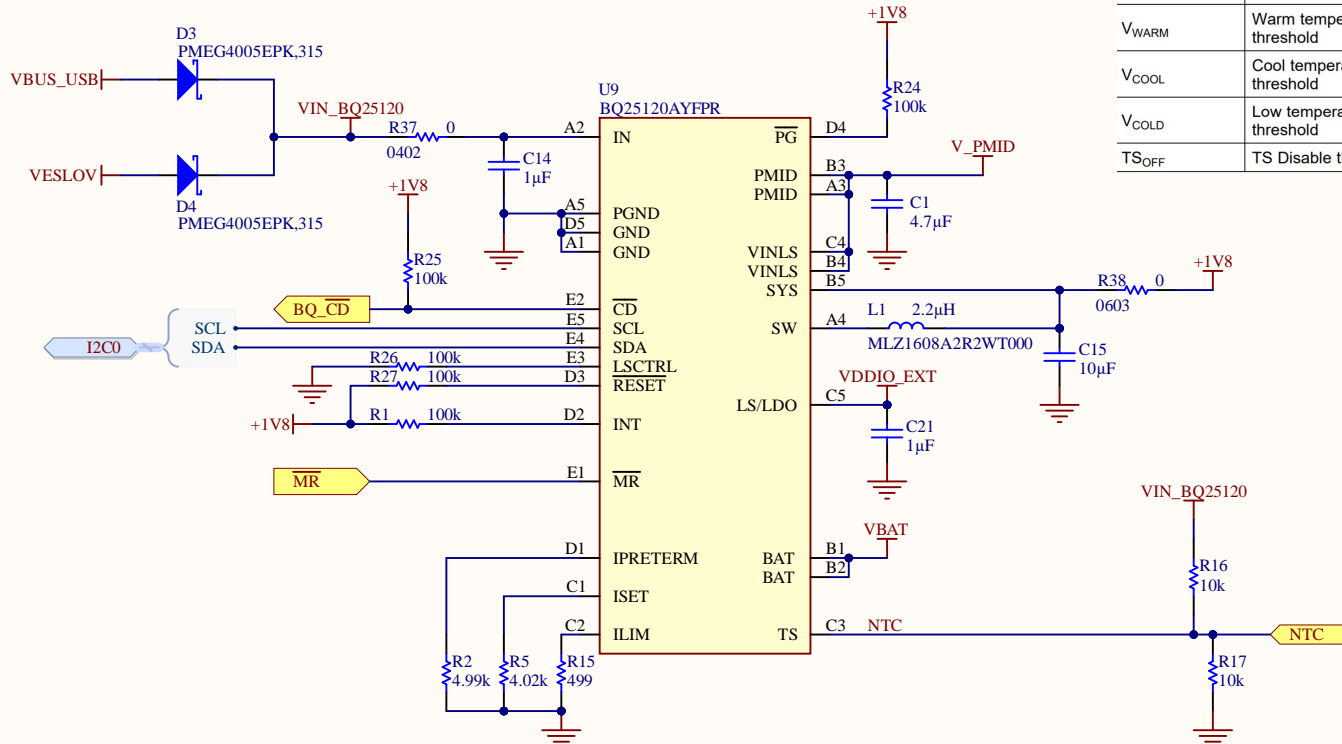 D3
PMEG4005EPK,315
VBUS_USB
VIN_BQ25120
R37 0
0402
VESLOV
D4
PMEG4005EPK,315
C14
1µF
+1V8
R25
100k
BQ_CD
I2C0
SCL
SDA
R26 100k
R27 100k
+1V8
R1 100k
MR
R2
4.99k
R5
4.02k
R15
499
U9
BQ25120AYFPR
A2 IN
A5 PGND
D5 GND
A1 GND
E2 CD
E5 SCL
E4 SDA
E3 LSCTRL
D3 RESET
D2 INT
E1 MR
D1 IPRETERM
C1 ISET
C2 ILIM
PG D4
PMID B3
PMID A3
VINLS C4
VINLS B4
SYS B5
SW A4
LS/LDO C5
BAT B1
BAT B2
TS C3 NTC
+1V8
R24
100k
V_PMID
C1
4.7µF
+1V8
R38 0
0603
L1 2.2µH
MLZ1608A2R2WT000
C15
10µF
VDDIO_EXT
C21
1µF
VBAT
VIN_BQ25120
R16
10k
NTC
R17
10k
VWARM Warm
threshold
VCOOL Cool
threshold
VCOLD Low
threshold
TSOFF TS Disable